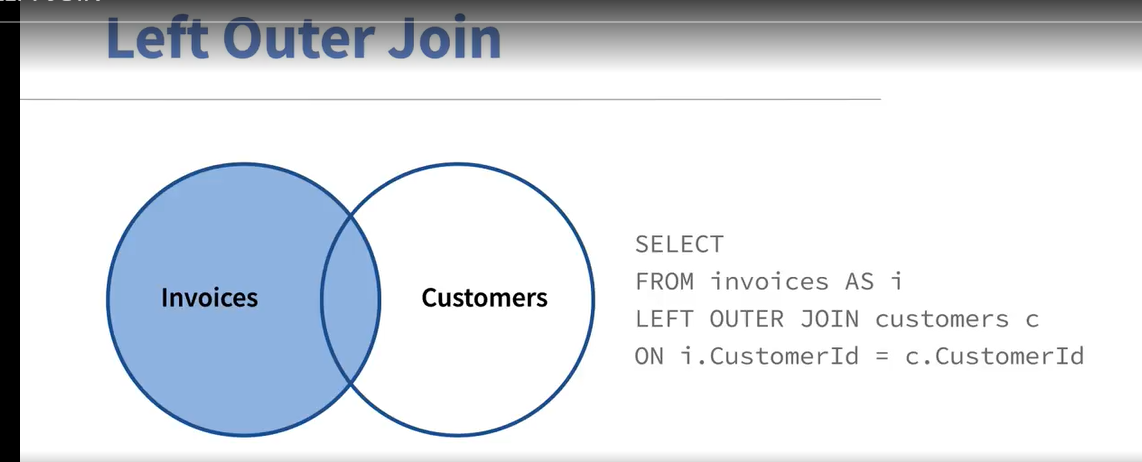 Left Outer Join
Invoices
Customers
SELECT
FROM invoices AS i
LEFT OUTER JOIN customers c
ON i.CustomerId = c.CustomerId